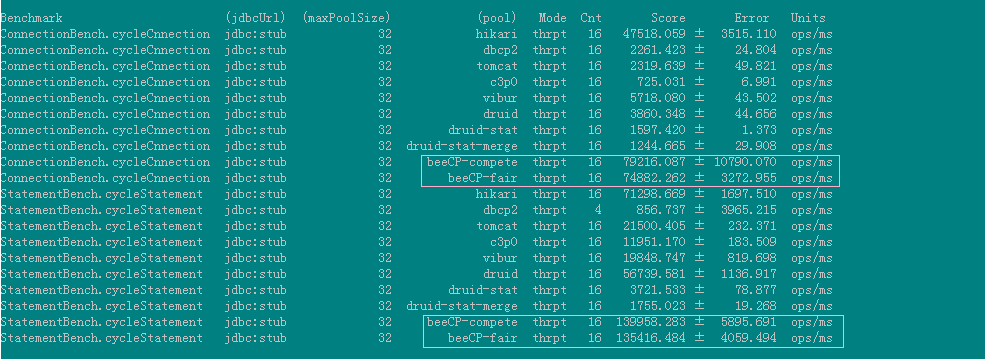 Benchmark (jdbcUrl) (maxPoolSize) (pool) Mode Cnt Score Error Units
ConnectionBench.cycleCnnection jdbc:stub 32 hikari thrpt 16 47518.059 ± 3515.110 ops/ms
ConnectionBench.cycleCnnection jdbc:stub 32 dbcp2 thrpt 16 2261.423 ± 24.804 ops/ms
ConnectionBench.cycleCnnection jdbc:stub 32 tomcat thrpt 16 2319.639 ± 49.821 ops/ms
ConnectionBench.cycleCnnection jdbc:stub 32 c3p0 thrpt 16 725.031 ± 6.991 ops/ms
ConnectionBench.cycleCnnection jdbc:stub 32 vibur thrpt 16 5718.080 ± 43.502 ops/ms
ConnectionBench.cycleCnnection jdbc:stub 32 druid thrpt 16 3860.348 ± 44.656 ops/ms
ConnectionBench.cycleCnnection jdbc:stub 32 druid-stat thrpt 16 1597.420 ± 1.373 ops/ms
ConnectionBench.cycleCnnection jdbc:stub 32 druid-stat-merge thrpt 16 1244.665 ± 29.908 ops/ms
ConnectionBench.cycleCnnection jdbc:stub 32 beeCP-compete thrpt 16 79216.087 ± 10790.070 ops/ms
ConnectionBench.cycleCnnection jdbc:stub 32 beeCP-fair thrpt 16 74882.262 ± 3272.955 ops/ms
StatementBench.cycleStatement jdbc:stub 32 hikari thrpt 16 71298.669 ± 1697.510 ops/ms
StatementBench.cycleStatement jdbc:stub 32 dbcp2 thrpt 4 856.737 ± 3965.215 ops/ms
StatementBench.cycleStatement jdbc:stub 32 tomcat thrpt 16 21500.405 ± 232.371 ops/ms
StatementBench.cycleStatement jdbc:stub 32 c3p0 thrpt 16 11951.170 ± 183.509 ops/ms
StatementBench.cycleStatement jdbc:stub 32 vibur thrpt 16 19848.747 ± 819.698 ops/ms
StatementBench.cycleStatement jdbc:stub 32 druid thrpt 16 56739.581 ± 1136.917 ops/ms
StatementBench.cycleStatement jdbc:stub 32 druid-stat thrpt 16 3721.533 ± 78.877 ops/ms
StatementBench.cycleStatement jdbc:stub 32 druid-stat-merge thrpt 16 1755.023 ± 19.268 ops/ms
StatementBench.cycleStatement jdbc:stub 32 beeCP-compete thrpt 16 139958.283 ± 5895.691 ops/ms
StatementBench.cycleStatement jdbc:stub 32 beeCP-fair thrpt 16 135416.484 ± 4059.494 ops/ms